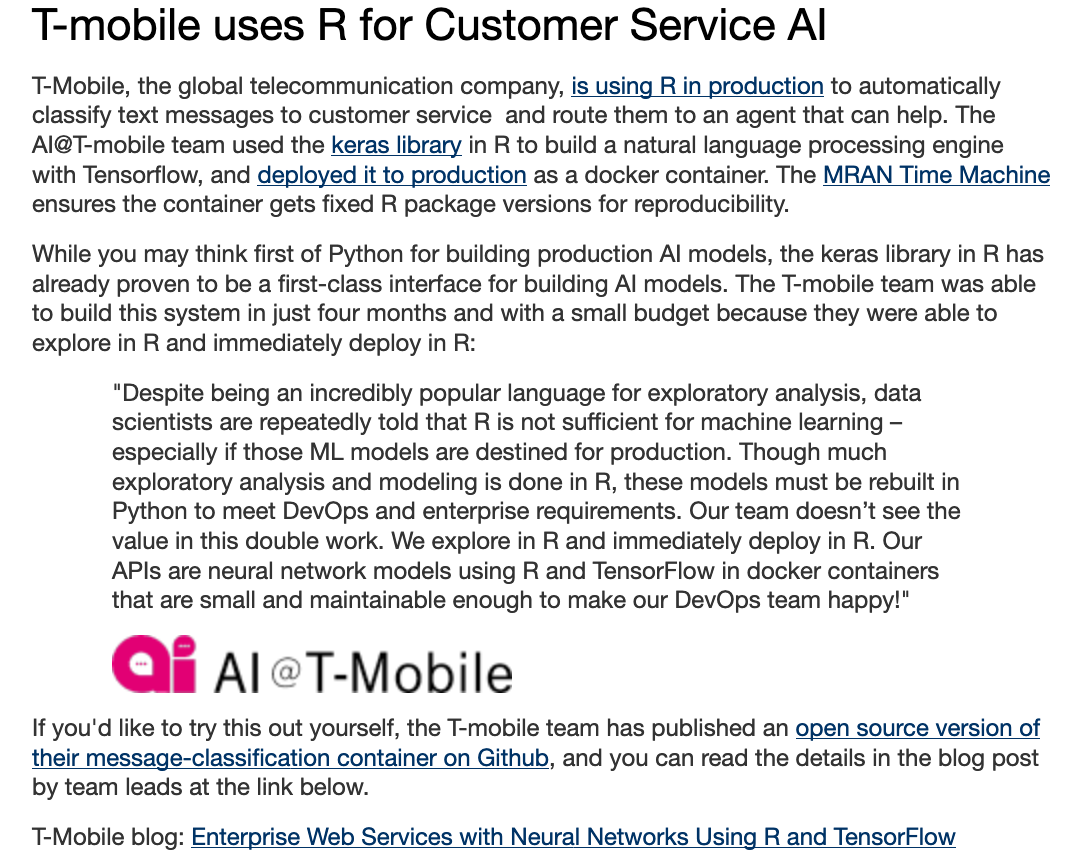 T-mobile uses R for Customer Service AI
T-Mobile, the global telecommunication company, is using R in production to automatically
classify text messages to customer service  and route them to an agent that can help. The
AI@T-mobile team used the keras library in R to build a natural language processing engine
with Tensorflow, and deployed it to production as a docker container. The MRAN Time Machine
ensures the container gets fixed R package versions for reproducibility.
While you may think first of Python for building production AI models, the keras library in R has
already proven to be a first-class interface for building AI models. The T-mobile team was able
to build this system in just four months and with a small budget because they were able to
explore in R and immediately deploy in R:
"Despite being an incredibly popular language for exploratory analysis, data
scientists are repeatedly told that R is not sufficient for machine learning –
especially if those ML models are destined for production. Though much
exploratory analysis and modeling is done in R, these models must be rebuilt in
Python to meet DevOps and enterprise requirements. Our team doesn’t see the
value in this double work. We explore in R and immediately deploy in R. Our
APIs are neural network models using R and TensorFlow in docker containers
that are small and maintainable enough to make our DevOps team happy!"
ai AI @ T-Mobile
If you'd like to try this out yourself, the T-mobile team has published an open source version of
their message-classification container on Github, and you can read the details in the blog post
by team leads at the link below.
T-Mobile blog: Enterprise Web Services with Neural Networks Using R and TensorFlow